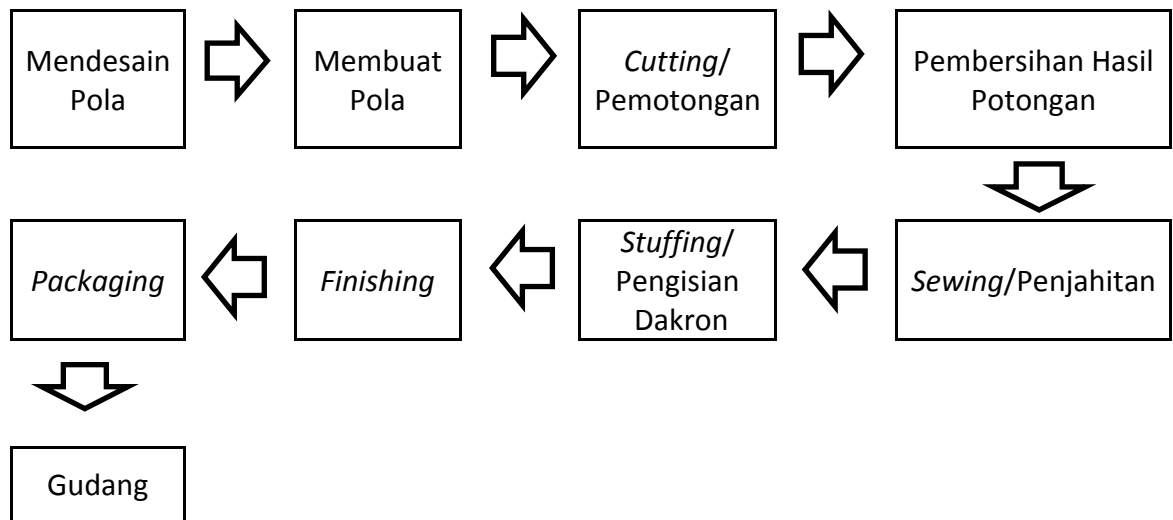 Mendesain
Pola
Membuat
Pola
Cutting/
Pemotongan
Pembersihan Hasil
Potongan
Sewing/Penjahitan
Stuffing/
Pengisian
Dakron
Finishing
Packaging
Gudang